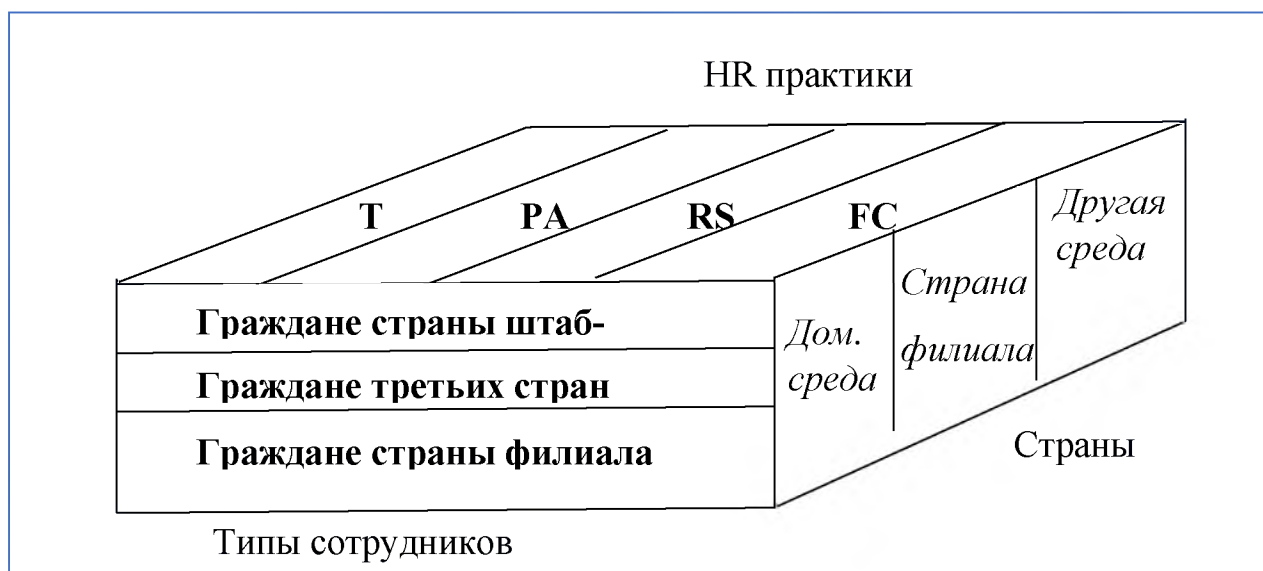 HR практики
T PA RS FC
Другая
среда
Страна
филиала
Дом.
среда
Граждане страны штаб-
Граждане третьих стран
Граждане страны филиала
Страны
Типы сотрудников